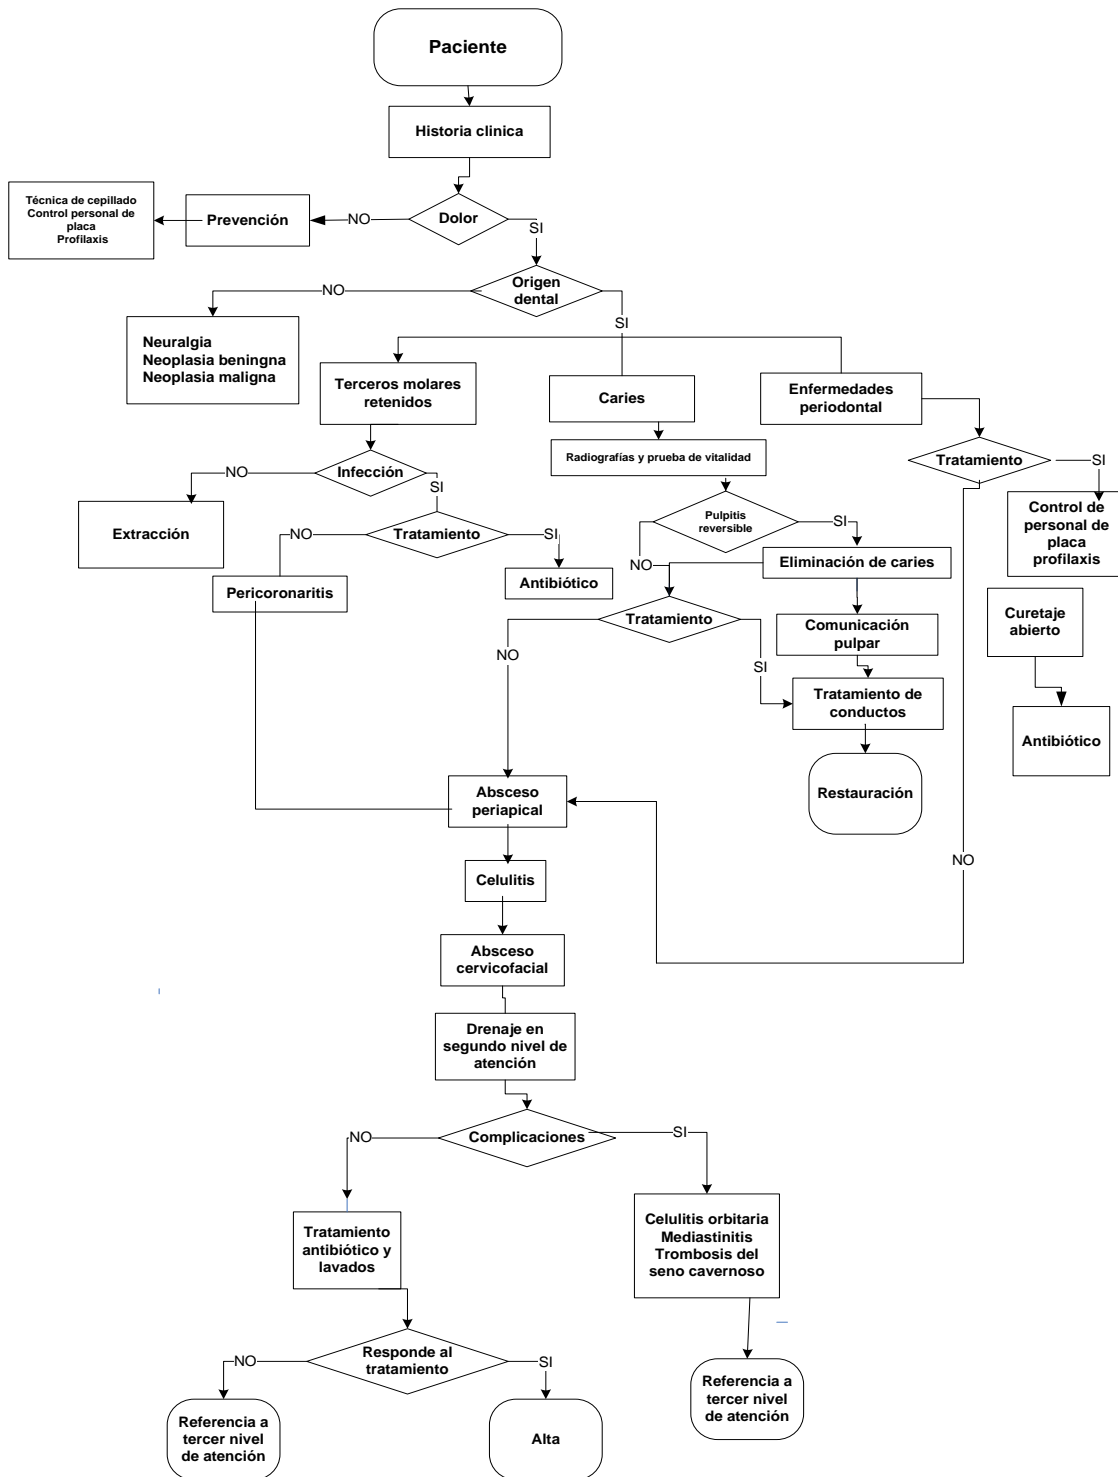 Paciente
Historia clinica
Dolor
NO
SI
Prevención
Técnica de cepillado
Control personal de
placa
Profilaxis
Origen
dental
NO
SI
Neuralgia
Neoplasia beningna
Neoplasia maligna
Terceros molares
retenidos
Caries
Enfermedades
periodontal
Radiografías y prueba de vitalidad
Tratamiento
SI
Infección
NO
SI
Pulpitis
reversible
SI
NO
Extracción
Tratamiento
NO
SI
Control de
personal de
placa
profilaxis
Eliminación de caries
Pericoronaritis
Antibiótico
Tratamiento
NO
SI
Comunicación
pulpar
Curetaje
abierto
Tratamiento de
conductos
Antibiótico
Restauración
Absceso
periapical
NO
Celulitis
Absceso
cervicofacial
Drenaje en
segundo nivel de
atención
Complicaciones
NO
SI
Tratamiento
antibiótico y
lavados
Celulitis orbitaria
Mediastinitis
Trombosis del
seno cavernoso
Responde al
tratamiento
NO
SI
Referencia a
tercer nivel
de atención
Alta
Referencia a
tercer nivel
de atención